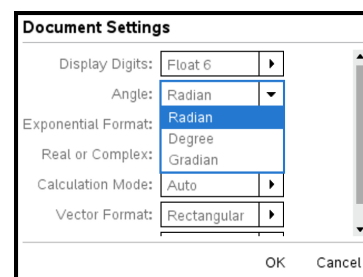 Document Settings
Display Digits: Float 6
Angle: Radian
Radian
Exponential Format:
Degree
Real or Complex:
Gradian
Calculation Mode: Auto
Vector Format: Rectangular
OK Cancel